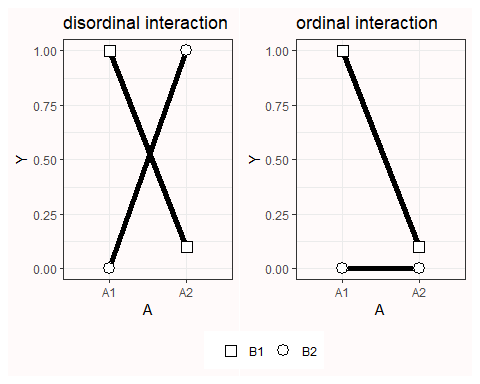 disordinal interaction
1.00
0.75
0.50
0.25
0.00
Y
A1 A2
A
ordinal interaction
1.00
0.75
0.50
0.25
0.00
Y
A1 A2
A
B1 B2